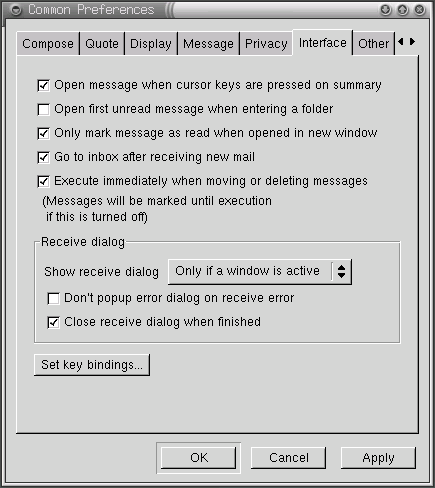 Common Preferences
Compose Quote Display Message Privacy Interface Other
Open message when cursor keys are pressed on summary
Open first unread message when entering a folder
Only mark message as read when opened in new window
Go to inbox after receiving new mail
Execute immediately when moving or deleting messages
(Messages will be marked until execution
if this is turned off)
Receive dialog
Show receive dialog Only if a window is active
Don't popup error dialog on receive error
Close receive dialog when finished
Set key bindings...
OK Cancel Apply